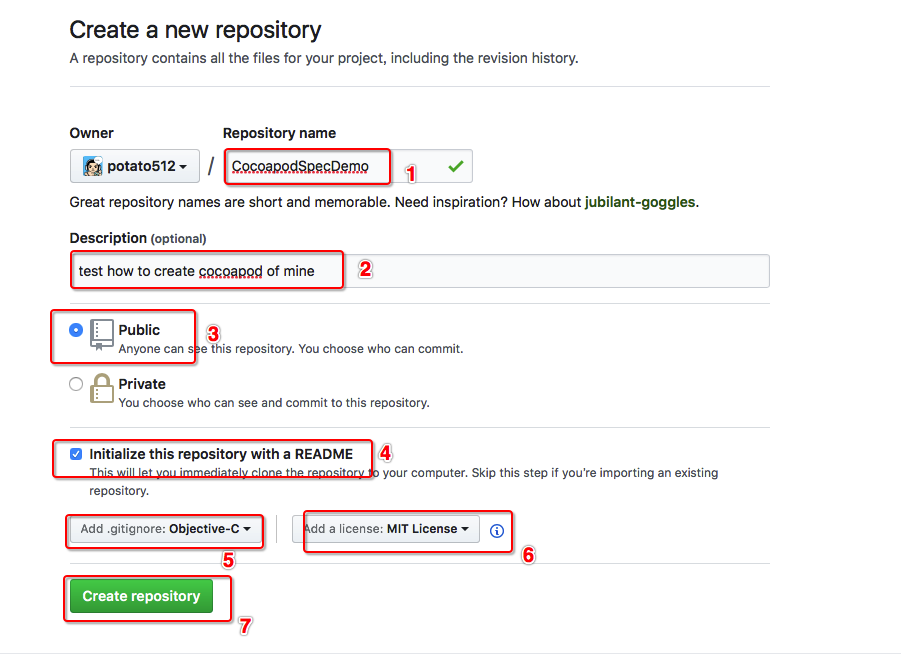 Create a new repository
A repository contains all the files for your project, including the revision history.
Owner Repository name
potato512 / CocoapodSpecDemo 1
Great repository names are short and memorable. Need inspiration? How about jubilant-goggles.
Description (optional)
test how to create cocoapod of mine 2
Public 3
Anyone can see this repository. You choose who can commit.
Private
You choose who can see and commit to this repository.
Initialize this repository with a README 4
This will let you immediately clone the repository to your computer. Skip this step if you're importing an existing
repository.
Add .gitignore: Objective-C Add a license: MIT License
5 6
Create repository
7